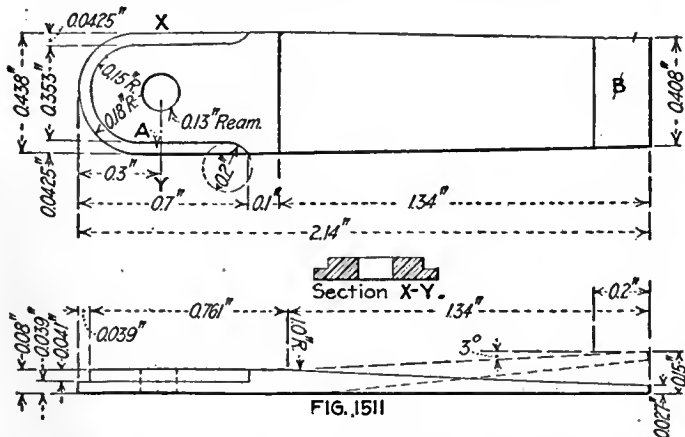 0.0425"
X
0.438"
0.353"
0.15"R.
0.18"R.
0.13"Ream.
A
B
0.408"
0.0425"
0.3"
Y
0.2"
0.7"
0.1"
1.34"
2.14"
Section X-Y.
0.2"
0.761"
1.34"
0.039"
1.0"R.
3°
0.08"
0.039"
0.041"
0.15"
0.027"
FIG. 1511